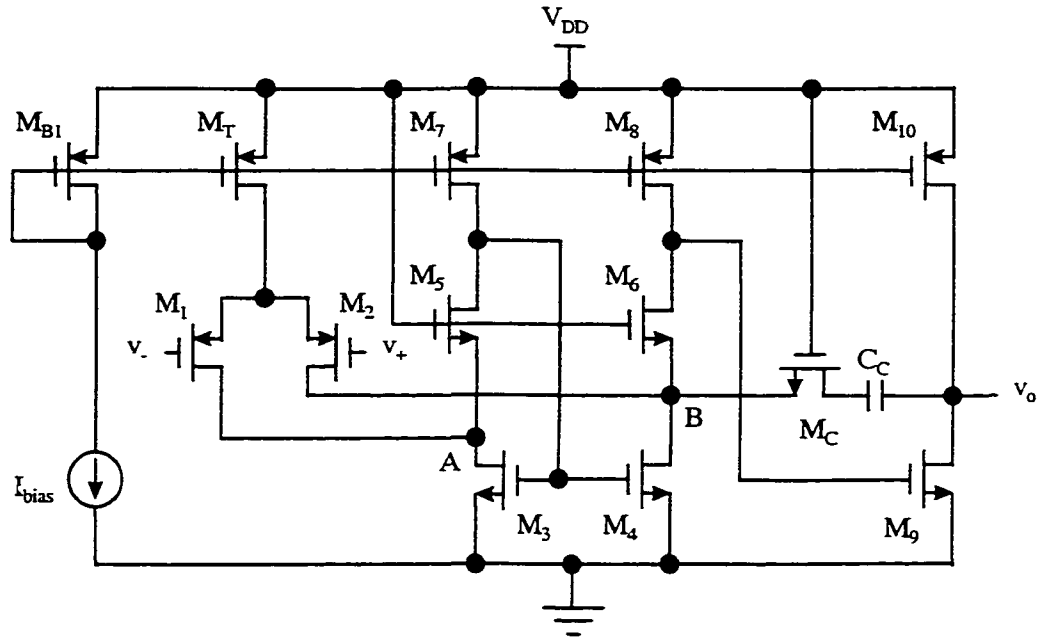 V_DD
M_B1
M_T
M_7
M_8
M_10
M_5
M_6
M_1
M_2
v_-
v_+
C_C
v_o
B
M_C
A
I_bias
M_3
M_4
M_9